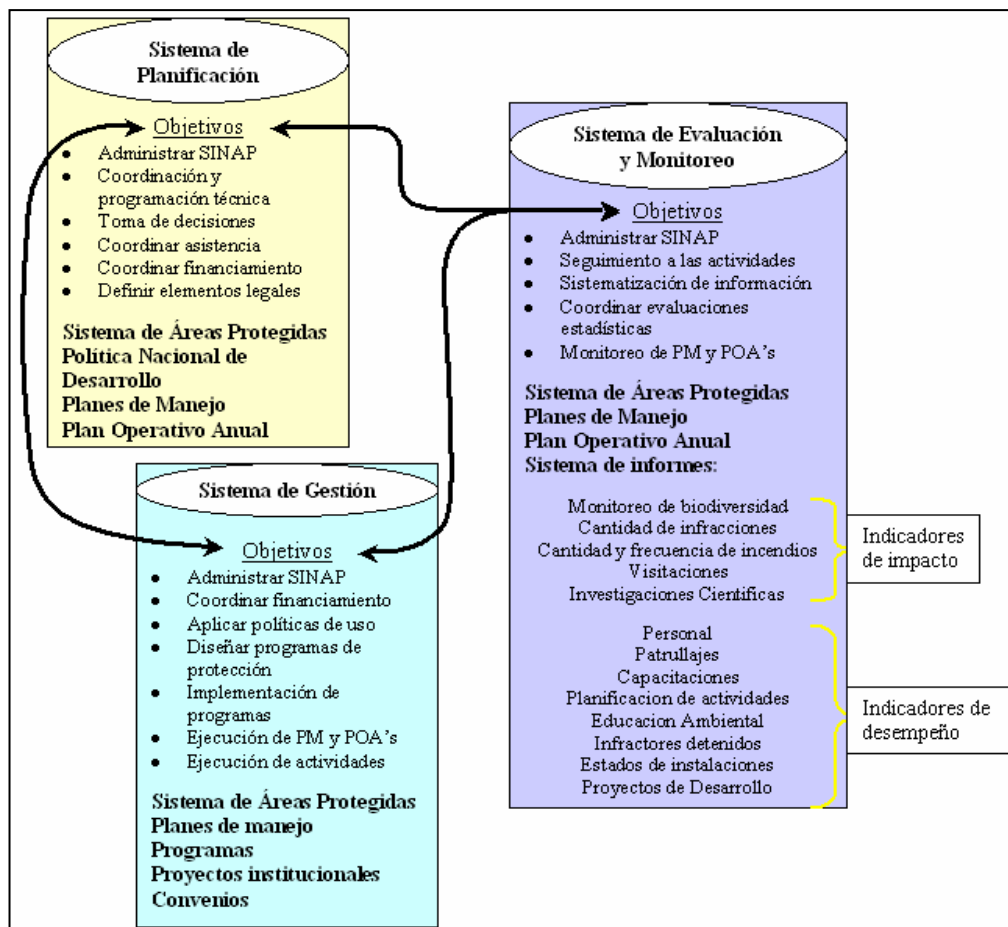 Sistema de
Planificación
Objetivos
● Administrar SINAP
● Coordinación y
programación técnica
● Toma de decisiones
● Coordinar asistencia
● Coordinar financiamiento
● Definir elementos legales
Sistema de Áreas Protegidas
Política Nacional de
Desarrollo
Planes de Manejo
Plan Operativo Anual
Sistema de Evaluación
y Monitoreo
Objetivos
● Administrar SINAP
● Seguimiento a las actividades
● Sistematización de información
● Coordinar evaluaciones
estadísticas
● Monitoreo de PM y POA's
Sistema de Áreas Protegidas
Planes de Manejo
Plan Operativo Anual
Sistema de informes:
Monitoreo de biodiversidad
Cantidad de infracciones
Cantidad y frecuencia de incendios
Visitaciones
Investigaciones Cientificas
Indicadores
de impacto
Personal
Patrullajes
Capacitaciones
Planificacion de actividades
Educacion Ambiental
Infractores detenidos
Estados de instalaciones
Proyectos de Desarrollo
Indicadores de
desempeño
Sistema de Gestión
Objetivos
● Administrar SINAP
● Coordinar financiamiento
● Aplicar políticas de uso
● Diseñar programas de
protección
● Implementación de
programas
● Ejecución de PM y POA's
● Ejecución de actividades
Sistema de Áreas Protegidas
Planes de manejo
Programas
Proyectos institucionales
Convenios